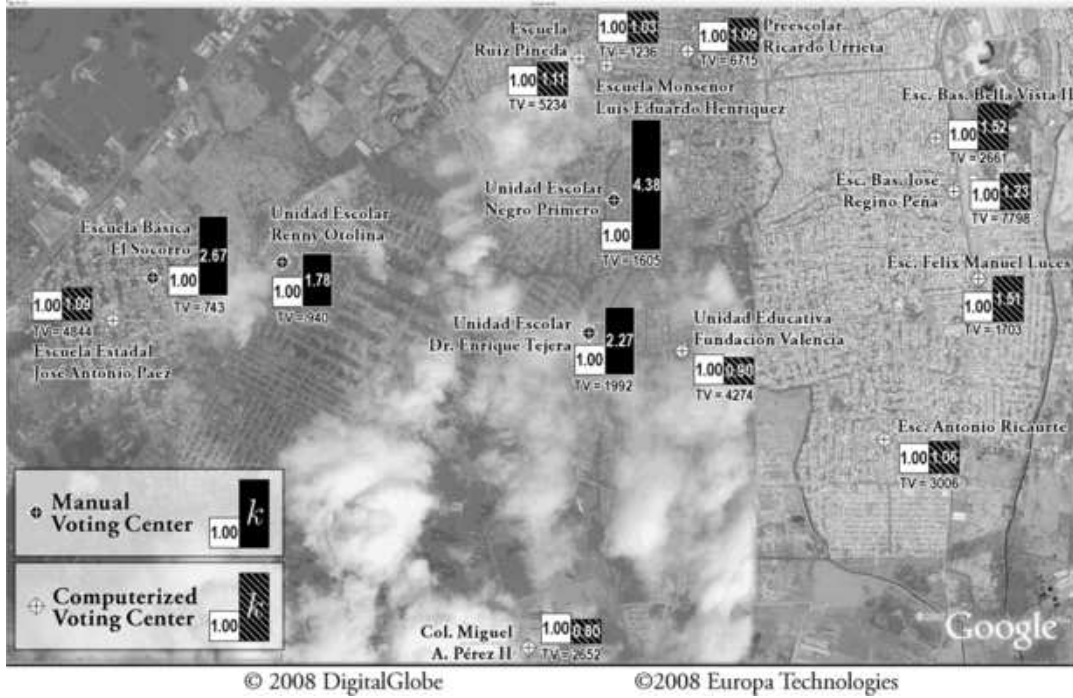 Escuela
Ruiz Pineda
1.00 1.11
TV = 5234
1.00 1.03
TV = 1236
Escuela Monseñor
Luis Eduardo Henriquez
1.00 1.09
TV = 6715
Preescolar
Ricardo Urrieta
Esc. Bas. Bella Vista II
1.00 1.52
TV = 2661
Esc. Bas. Jose
Regino Peña
1.00 1.23
TV = 7798
Unidad Escolar
Negro Primero
1.00 4.38
TV = 1605
Escuela Básica
El Socorro
1.00 2.67
TV = 743
Unidad Escolar
Renny Otolina
1.00 1.78
TV = 940
Esc. Felix Manuel Luces
1.00 1.51
TV = 1703
1.00 1.09
TV = 4844
Escuela Estadal
José Antonio Paez
Unidad Escolar
Dr. Enrique Tejera
1.00 2.27
TV = 1992
Unidad Educativa
Fundación Valencia
1.00 0.90
TV = 4274
Esc. Antonio Ricaurte
1.00 1.06
TV = 3006
Manual
Voting Center
1.00 k
Computerized
Voting Center
1.00 k
Col. Miguel
A. Pérez II
1.00
TV = 2652
Google
© 2008 DigitalGlobe
©2008 Europa Technologies